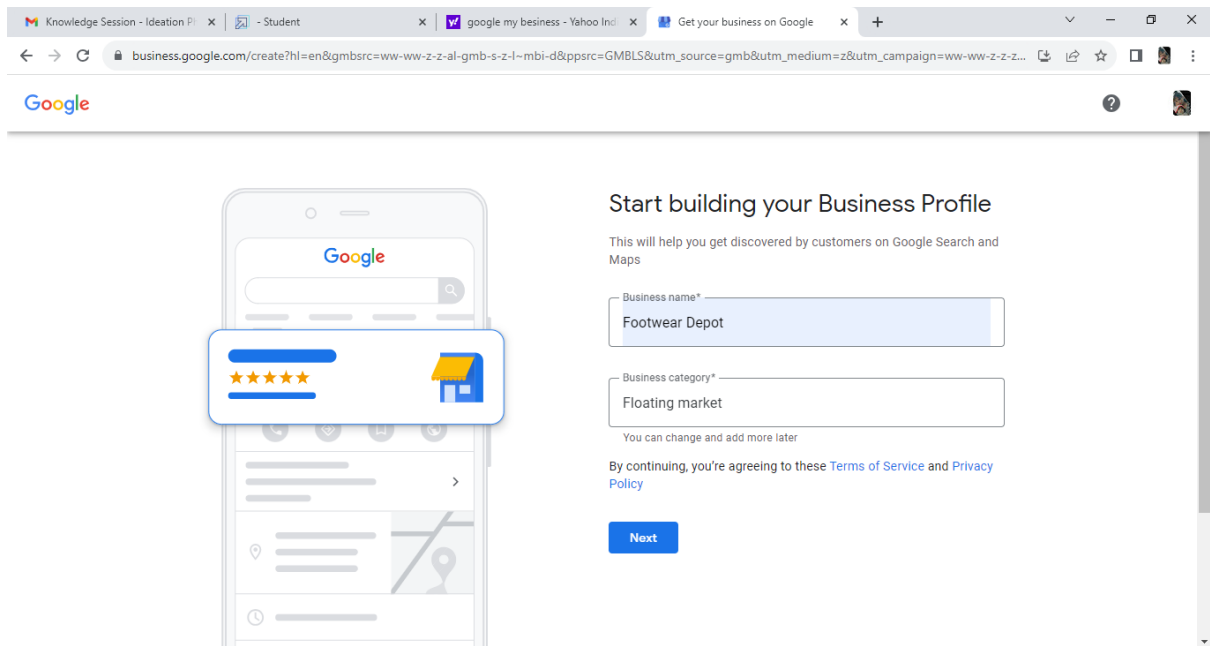 Knowledge Session - Ideation Pl
- Student
google my besiness - Yahoo Indi
Get your business on Google
business.google.com/create?hl=en&gmbsrc=ww-ww-z-z-al-gmb-s-z-l~mbi-d&ppsrc=GMBLS&utm_source=gmb&utm_medium=z&utm_campaign=ww-ww-z-z-z...
Google
Google
Start building your Business Profile
This will help you get discovered by customers on Google Search and
Maps
Business name*
Footwear Depot
Business category*
Floating market
You can change and add more later
By continuing, you're agreeing to these Terms of Service and Privacy
Policy
Next